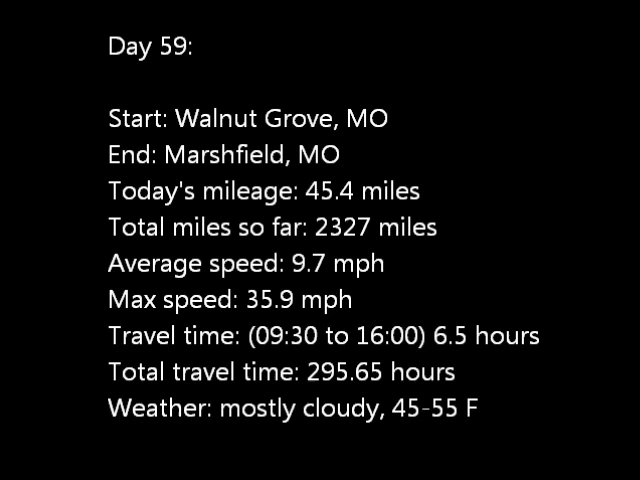 Day 59:
Start: Walnut Grove, MO
End: Marshfield, MO
Today's mileage: 45.4 miles
Total miles so far: 2327 miles
Average speed: 9.7 mph
Max speed: 35.9 mph
Travel time: (09:30 to 16:00) 6.5 hours
Total travel time: 295.65 hours
Weather: mostly cloudy, 45-55 F